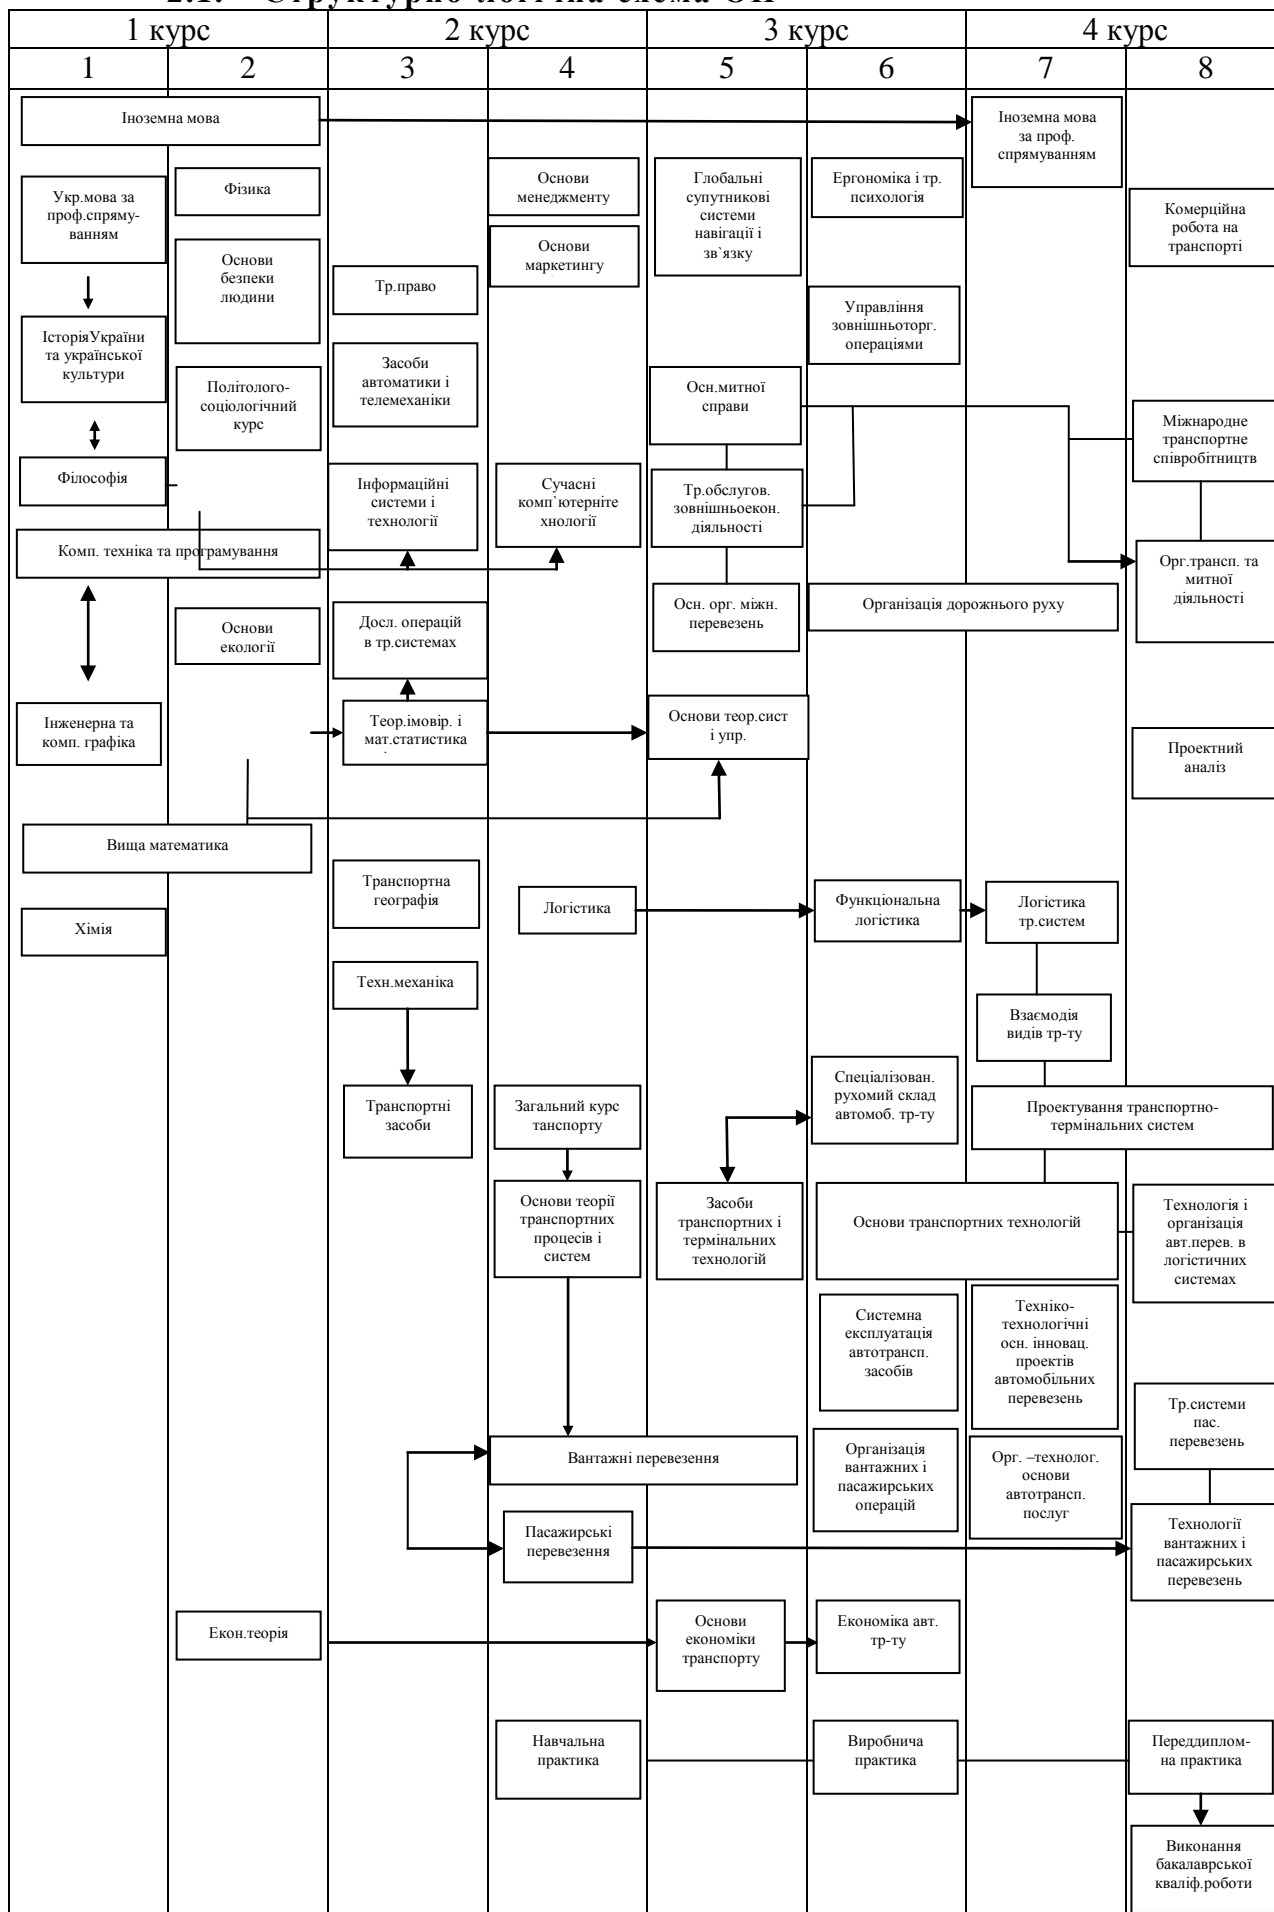 2.1. Структурно-логічна схема ОП
1 курс
2 курс
3 курс
4 курс
1
2
3
4
5
6
7
8
Іноземна мова
Іноземна мова
за проф.
спрямуванням
Укр.мова за
проф.спряму-
ванням
Фізика
Основи
менеджменту
Глобальні
супутникові
системи
навігації і
зв`язку
Ергономіка і тр.
психологія
Комерційна
робота на
транспорті
Основи
безпеки
людини
Основи
маркетингу
Тр.право
ІсторіяУкраїни
та української
культури
Управління
зовнішньоторг.
операціями
Засоби
автоматики і
телемеханіки
Політолого-
соціологічний
курс
Осн.митної
справи
Міжнародне
транспортне
співробітництв
Філософія
Інформаційні
системи і
технології
Сучасні
комп`ютерніте
хнології
Тр.обслугов.
зовнішньоекон.
діяльності
Комп. техніка та програмування
Орг.трансп. та
митної
діяльності
Основи
екології
Досл. операцій
в тр.системах
Осн. орг. міжн.
перевезень
Організація дорожнього руху
Інженерна та
комп. графіка
Теор.імовір. і
мат.статистика
Основи теор.сист
і упр.
Проектний
аналіз
Вища математика
Транспортна
географія
Логістика
Функціональна
логістика
Логістика
тр.систем
Хімія
Техн.механіка
Взаємодія
видів тр-ту
Транспортні
засоби
Загальний курс
танспорту
Спеціалізован.
рухомий склад
автомоб. тр-ту
Проектування транспортно-
термінальних систем
Основи теорії
транспортних
процесів і
систем
Засоби
транспортних і
термінальних
технологій
Основи транспортних технологій
Технологія і
організація
авт.перев. в
логістичних
системах
Системна
експлуатація
автотрансп.
засобів
Техніко-
технологічні
осн. інновац.
проектів
автомобільних
перевезень
Тр.системи
пас.
перевезень
Вантажні перевезення
Організація
вантажних і
пасажирських
операцій
Орг. –технолог.
основи
автотрансп.
послуг
Пасажирські
перевезення
Технології
вантажних і
пасажирських
перевезень
Екон.теорія
Основи
економіки
транспорту
Економіка авт.
тр-ту
Навчальна
практика
Виробнича
практика
Переддиплом-
на практика
Виконання
бакалаврської
кваліф.роботи